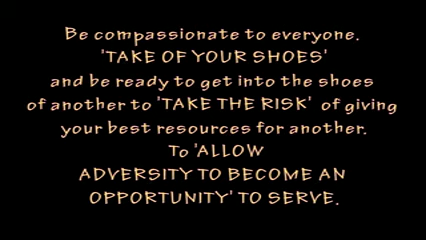 Be compassionate to everyone.
'TAKE OF YOUR SHOES'
and be ready to get into the shoes
of another to 'TAKE THE RISK' of giving
your best resources for another.
To 'ALLOW
ADVERSITY TO BECOME AN
OPPORTUNITY' TO SERVE.